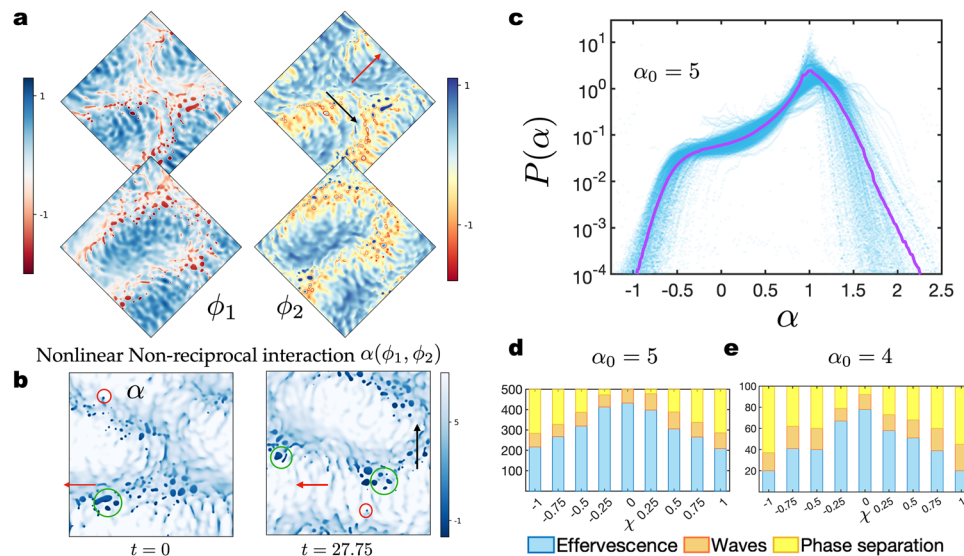 a
1
-1
ϕ₁
ϕ₂
1
-1
Nonlinear Non-reciprocal interaction α(ϕ₁, ϕ₂)
b
α
5
-1
t = 0
t = 27.75
c
α₀ = 5
P(α)
10¹
10⁰
10⁻¹
10⁻²
10⁻³
10⁻⁴
-1 -0.5 0 0.5 1 1.5 2 2.5
α
d
α₀ = 5
500
400
300
200
100
-1 -0.75 -0.5 -0.25 0 0.25 0.5 0.75 1
χ
e
α₀ = 4
100
80
60
40
20
-1 -0.75 -0.5 -0.25 0 0.25 0.5 0.75 1
χ
Effervescence Waves Phase separation